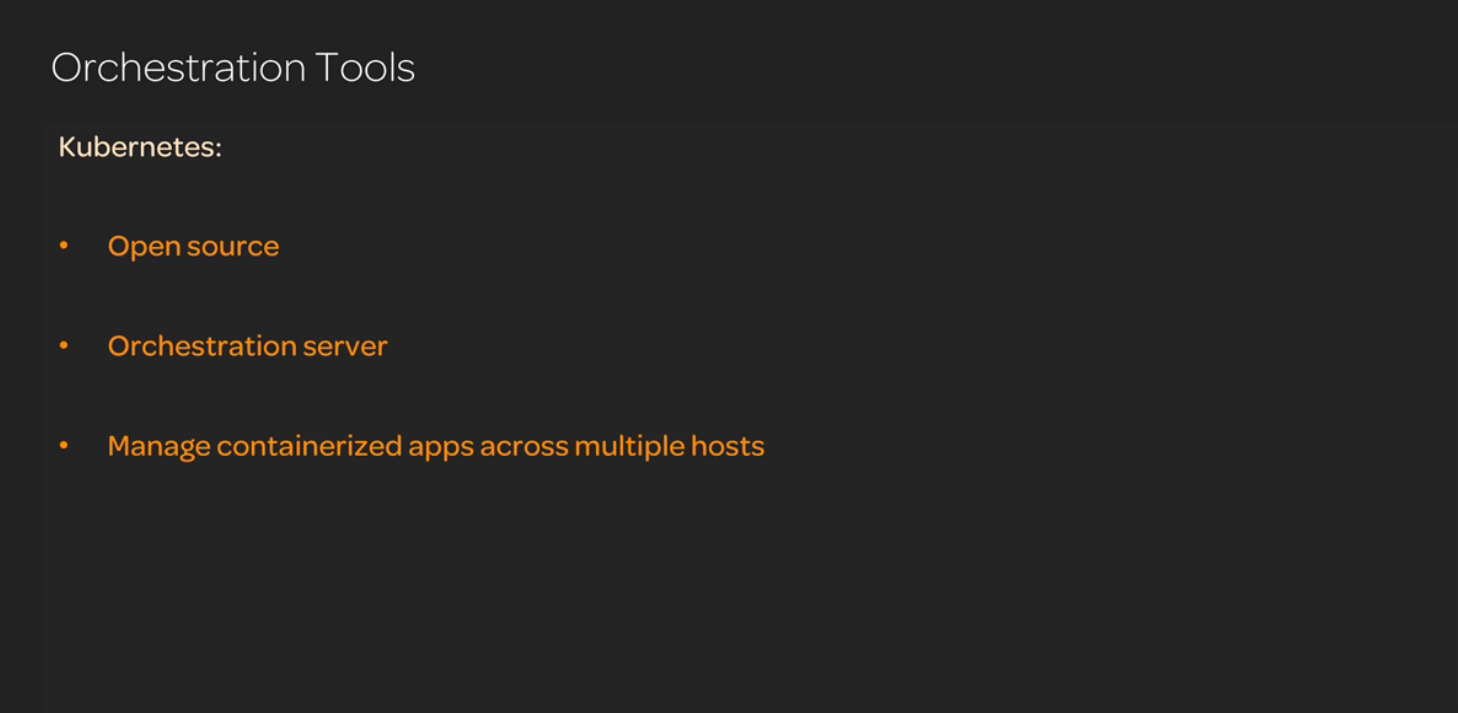 Orchestration Tools
Kubernetes:
• Open source
• Orchestration server
• Manage containerized apps across multiple hosts